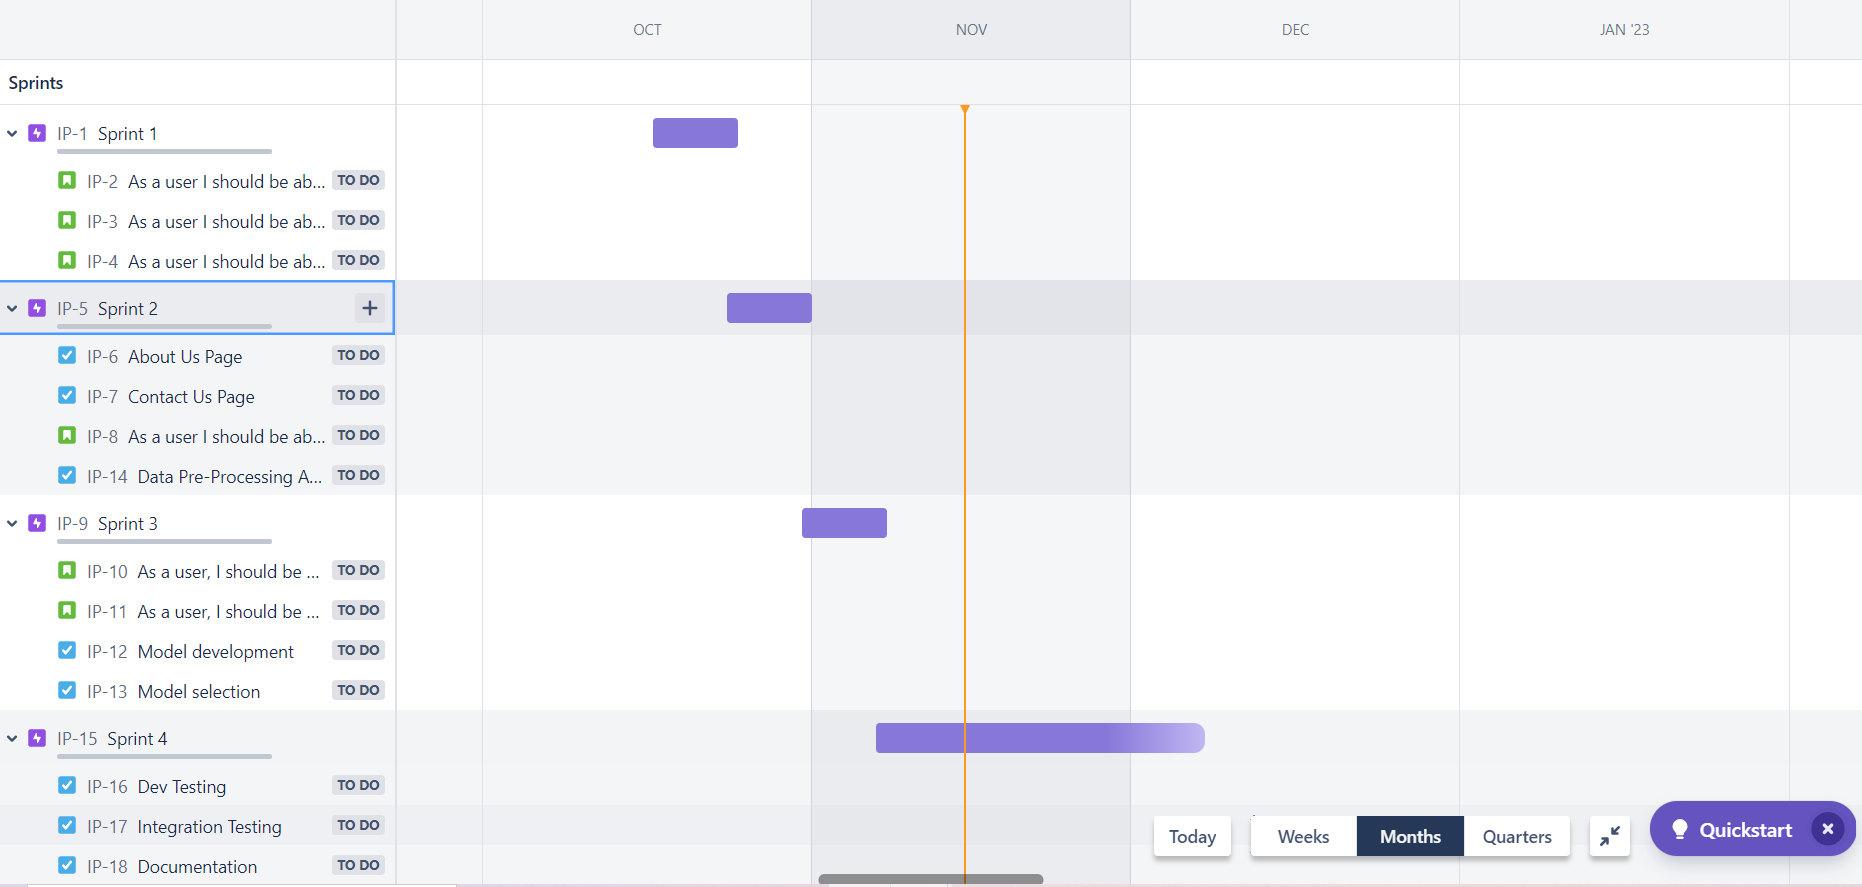 OCT NOV DEC JAN '23
Sprints
IP-1 Sprint 1
IP-2 As a user I should be ab... TO DO
IP-3 As a user I should be ab... TO DO
IP-4 As a user I should be ab... TO DO
IP-5 Sprint 2 +
IP-6 About Us Page TO DO
IP-7 Contact Us Page TO DO
IP-8 As a user I should be ab... TO DO
IP-14 Data Pre-Processing A... TO DO
IP-9 Sprint 3
IP-10 As a user, I should be ... TO DO
IP-11 As a user, I should be ... TO DO
IP-12 Model development TO DO
IP-13 Model selection TO DO
IP-15 Sprint 4
IP-16 Dev Testing TO DO
IP-17 Integration Testing TO DO
IP-18 Documentation TO DO
Today Weeks Months Quarters Quickstart